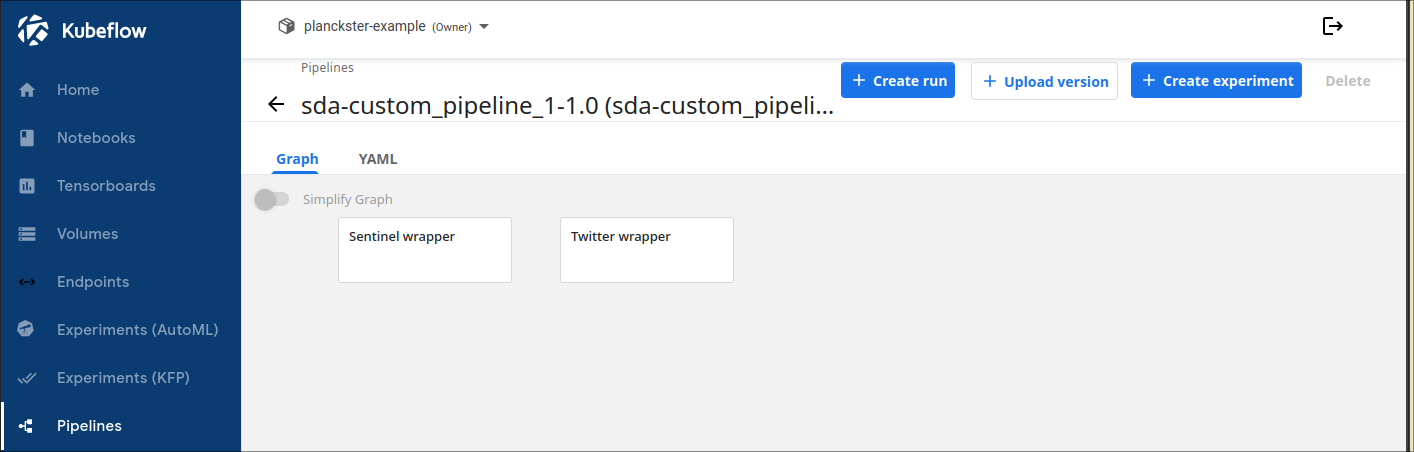 Kubeflow
planckster-example (Owner)
Home
Notebooks
Tensorboards
Volumes
Endpoints
Experiments (AutoML)
Experiments (KFP)
Pipelines
Pipelines
sda-custom_pipeline_1-1.0 (sda-custom_pipeli...
+ Create run
+ Upload version
+ Create experiment
Delete
Graph
YAML
Simplify Graph
Sentinel wrapper
Twitter wrapper